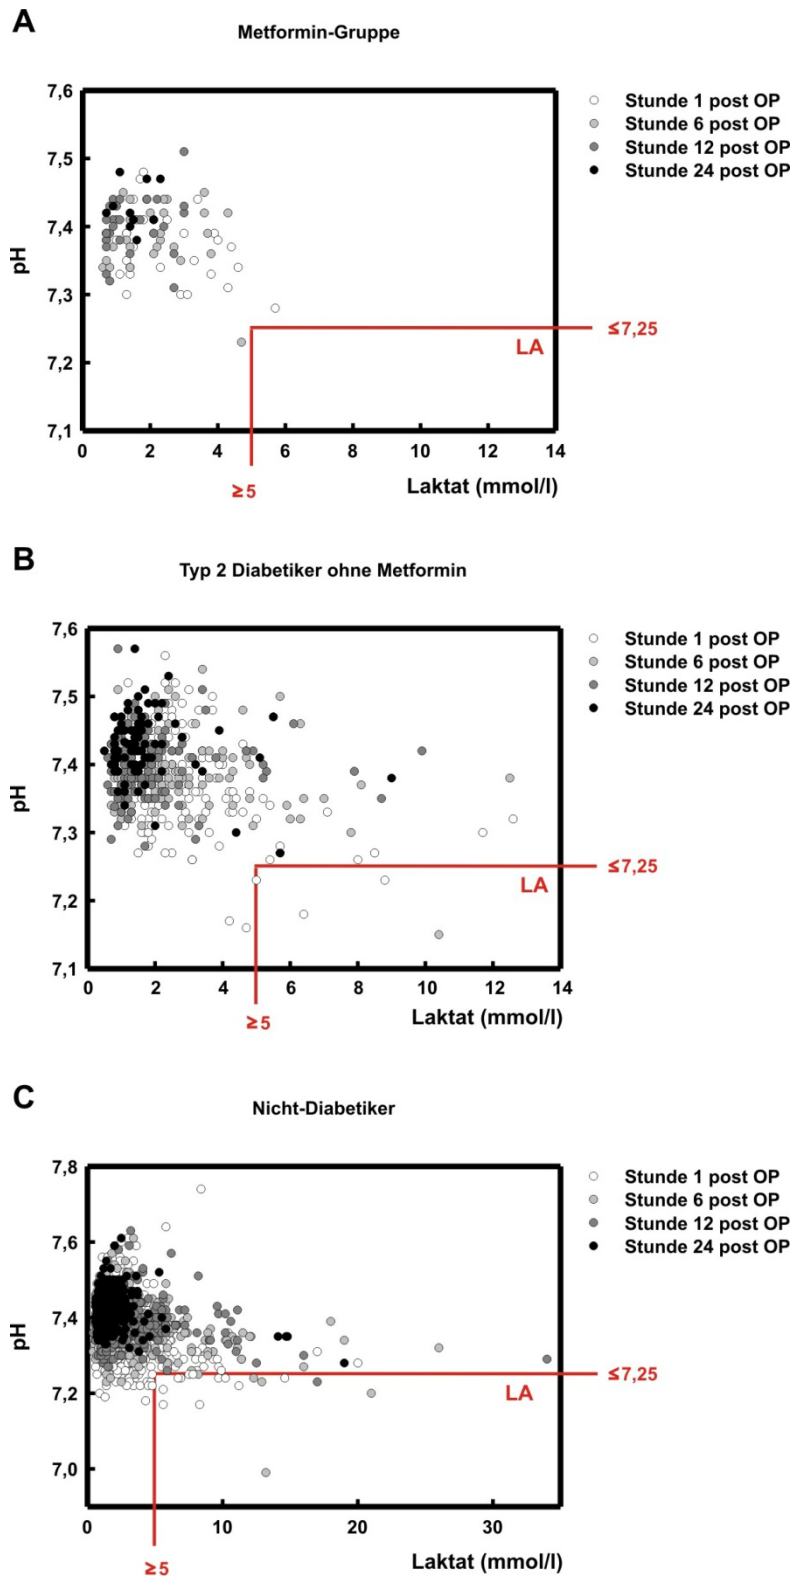 A
Metformin-Gruppe
7,6
7,5
7,4
7,3
7,2
7,1
pH
0 2 4 6 8 10 12 14
Laktat (mmol/l)
Stunde 1 post OP
Stunde 6 post OP
Stunde 12 post OP
Stunde 24 post OP
≤7,25
LA
≥5
B
Typ 2 Diabetiker ohne Metformin
7,6
7,5
7,4
7,3
7,2
7,1
pH
0 2 4 6 8 10 12 14
Laktat (mmol/l)
Stunde 1 post OP
Stunde 6 post OP
Stunde 12 post OP
Stunde 24 post OP
≤7,25
LA
≥5
C
Nicht-Diabetiker
7,8
7,6
7,4
7,2
7,0
pH
0 10 20 30
Laktat (mmol/l)
Stunde 1 post OP
Stunde 6 post OP
Stunde 12 post OP
Stunde 24 post OP
≤7,25
LA
≥5